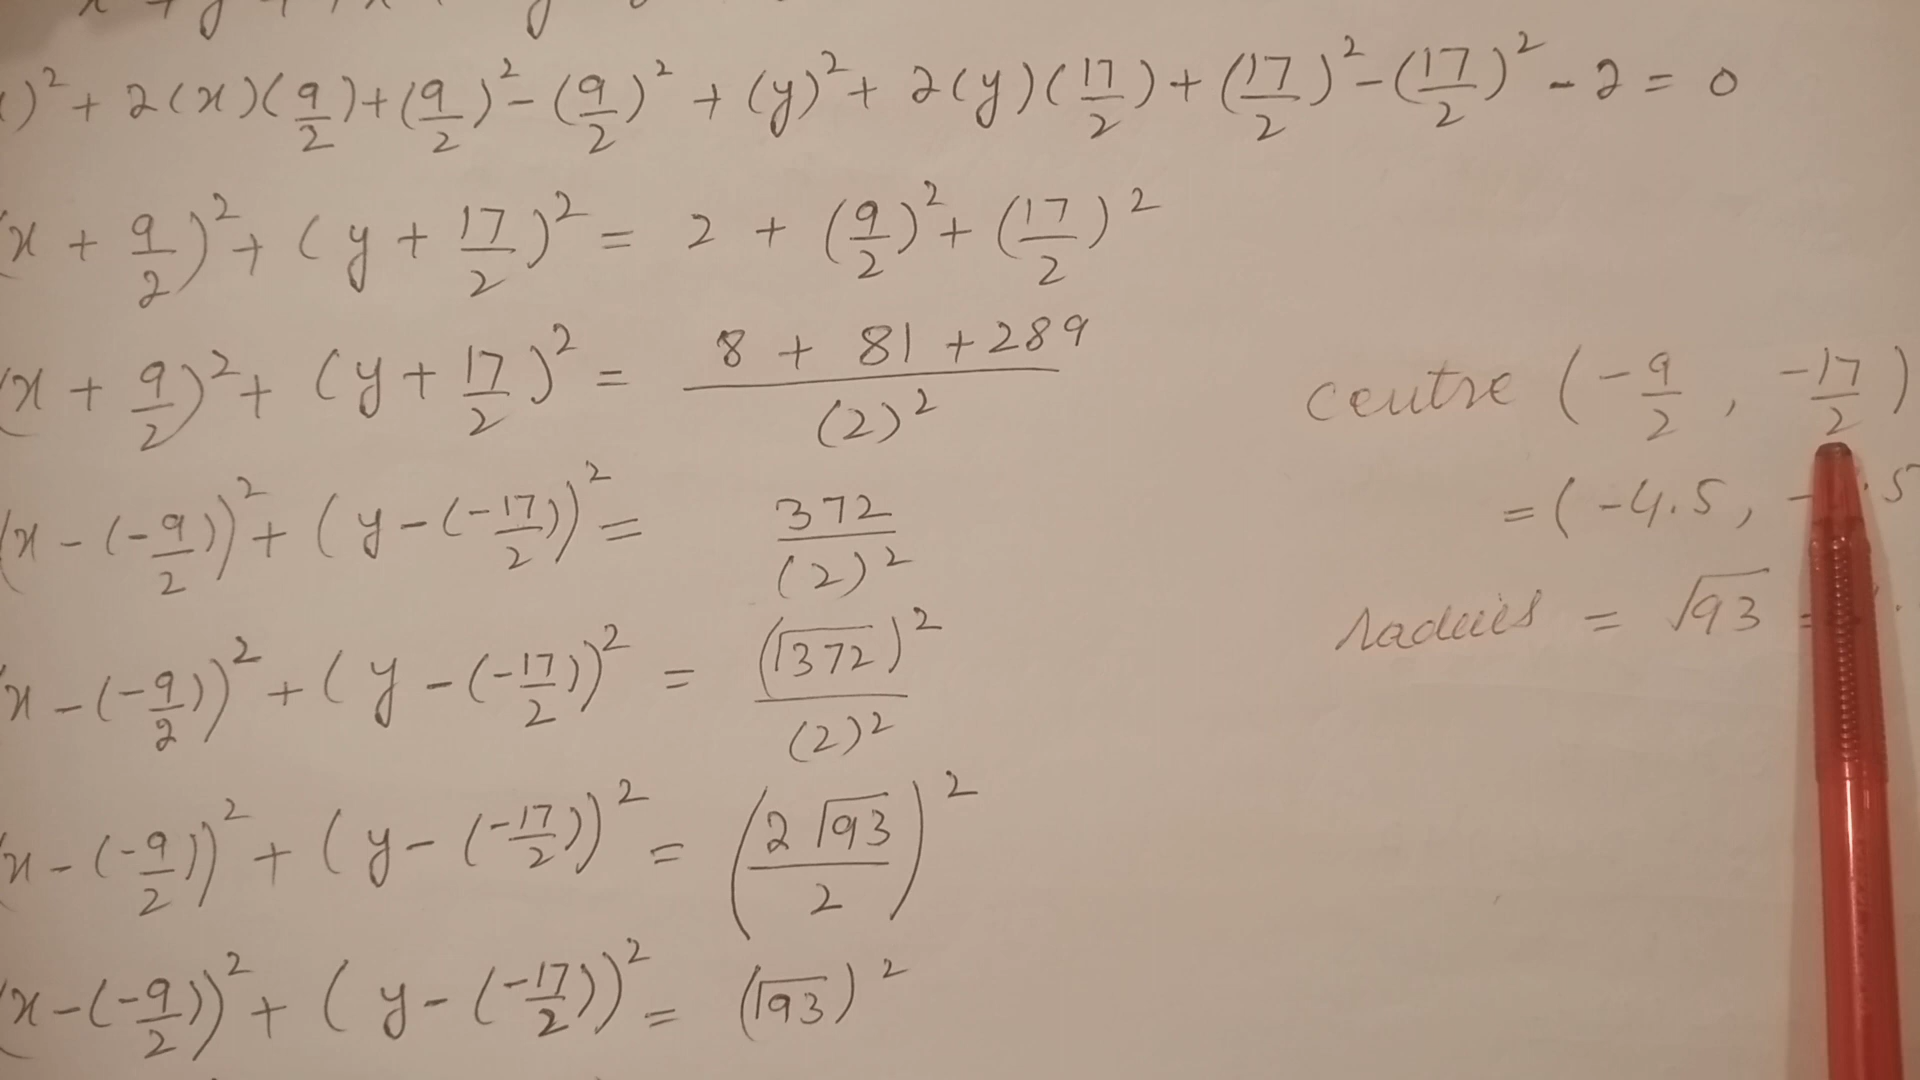 )² + 2(x)(9/2) + (9/2)² - (9/2)² + (y)² + 2(y)(17/2) + (17/2)² - (17/2)² - 2 = 0
(x + 9/2)² + (y + 17/2)² = 2 + (9/2)² + (17/2)²
(x + 9/2)² + (y + 17/2)² = (8 + 81 + 289)/(2)²
centre (-9/2, -17/2)
(x - (-9/2))² + (y - (-17/2))² = 372/(2)²
= (-4.5,
x - (-9/2))² + (y - (-17/2))² = (√372)²/(2)²
radius = √93
x - (-9/2))² + (y - (-17/2))² = (2√93/2)²
(x - (-9/2))² + (y - (-17/2))² = (√93)²